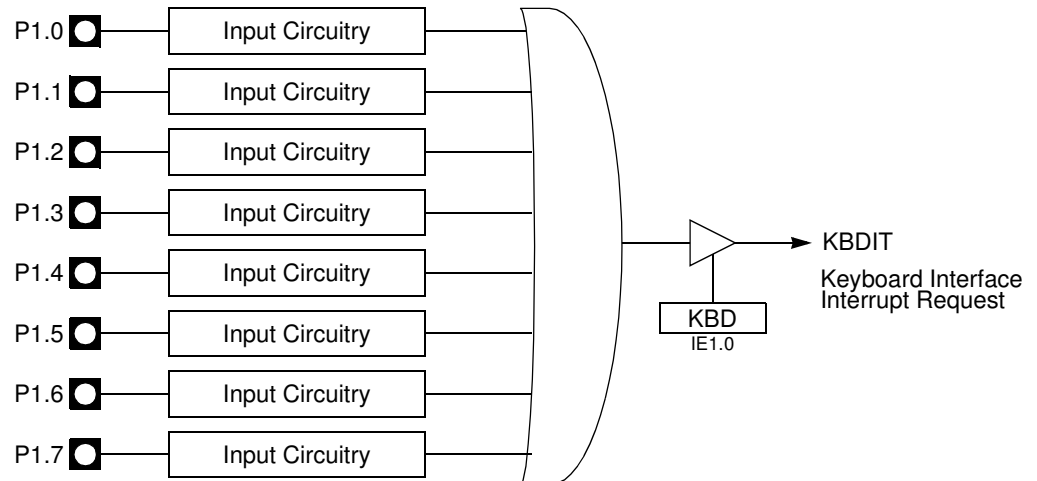 P1.0 Input Circuitry
P1.1 Input Circuitry
P1.2 Input Circuitry
P1.3 Input Circuitry
P1.4 Input Circuitry
P1.5 Input Circuitry
P1.6 Input Circuitry
P1.7 Input Circuitry
KBDIT
Keyboard Interface
Interrupt Request
KBD
IE1.0